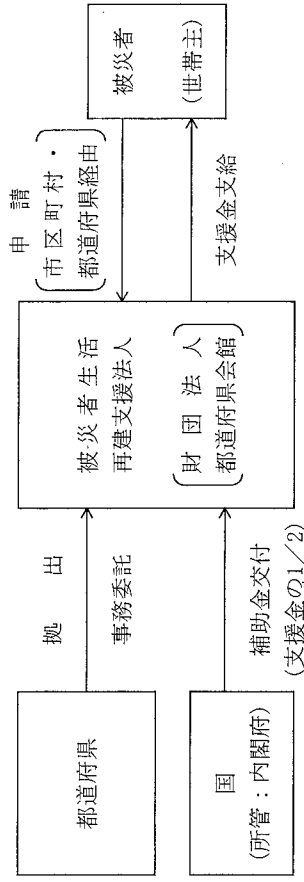 都道府県
国
(所管：内閣府)
拠　出
事務委託
補助金交付
(支援金の1/2)
被災者生活
再建支援法人
財団法人
都道府県会館
申　請
市区町村・
都道府県経由
支援金支給
被災者
(世帯主)